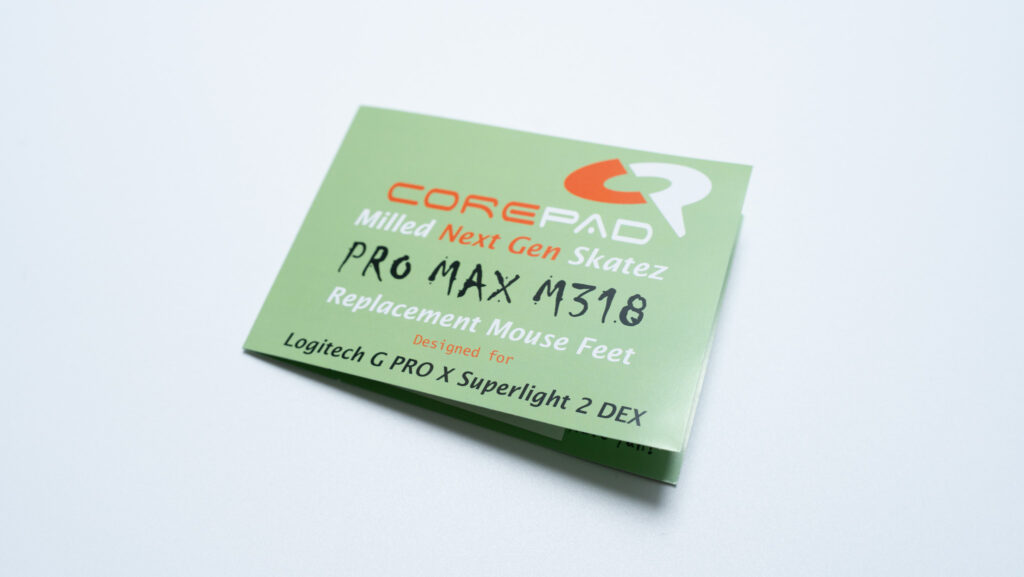 COREPAD
Milled Next Gen Skatez
PRO MAX M318
Replacement Mouse Feet
Designed for
Logitech G PRO X Superlight 2 DEX